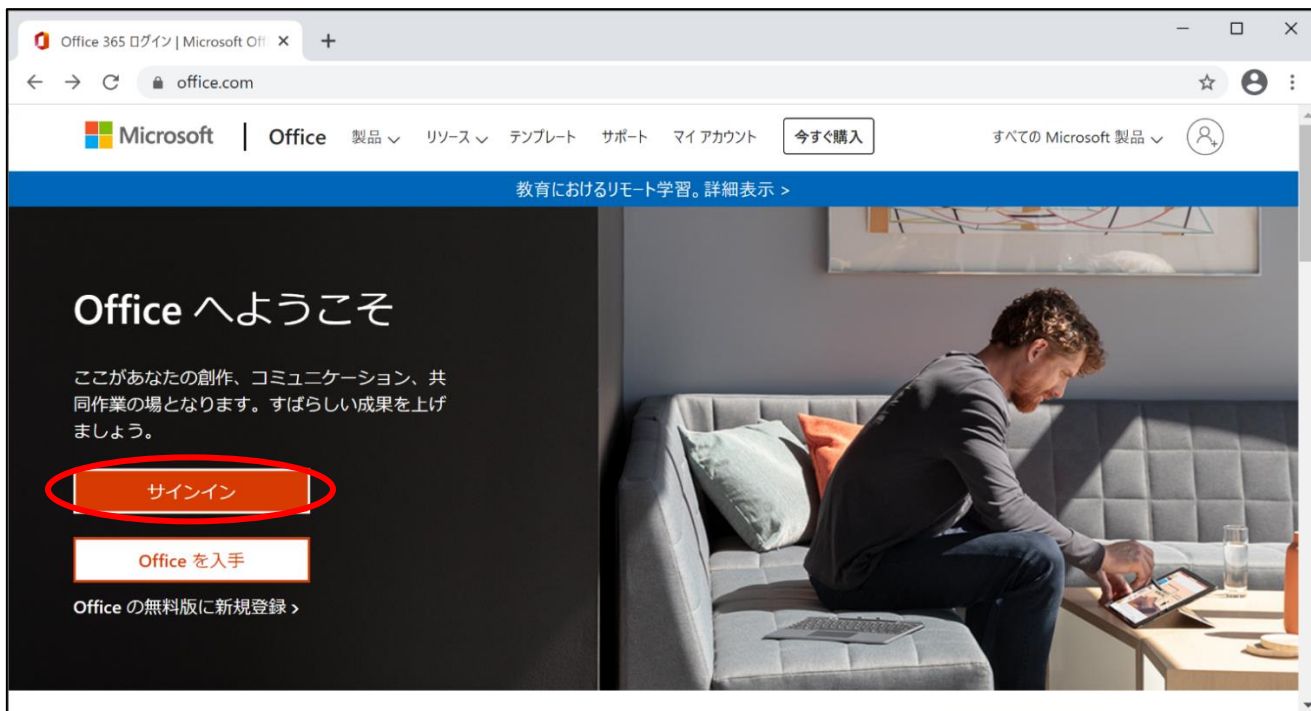 Office 365 ログイン | Microsoft Off
office.com
Microsoft | Office 製品 リソース テンプレート サポート マイ アカウント 今すぐ購入 すべての Microsoft 製品
教育におけるリモート学習。詳細表示 >
Office へようこそ
ここがあなたの創作、コミュニケーション、共
同作業の場となります。すばらしい成果を上げ
ましょう。
サインイン
Office を入手
Office の無料版に新規登録 >